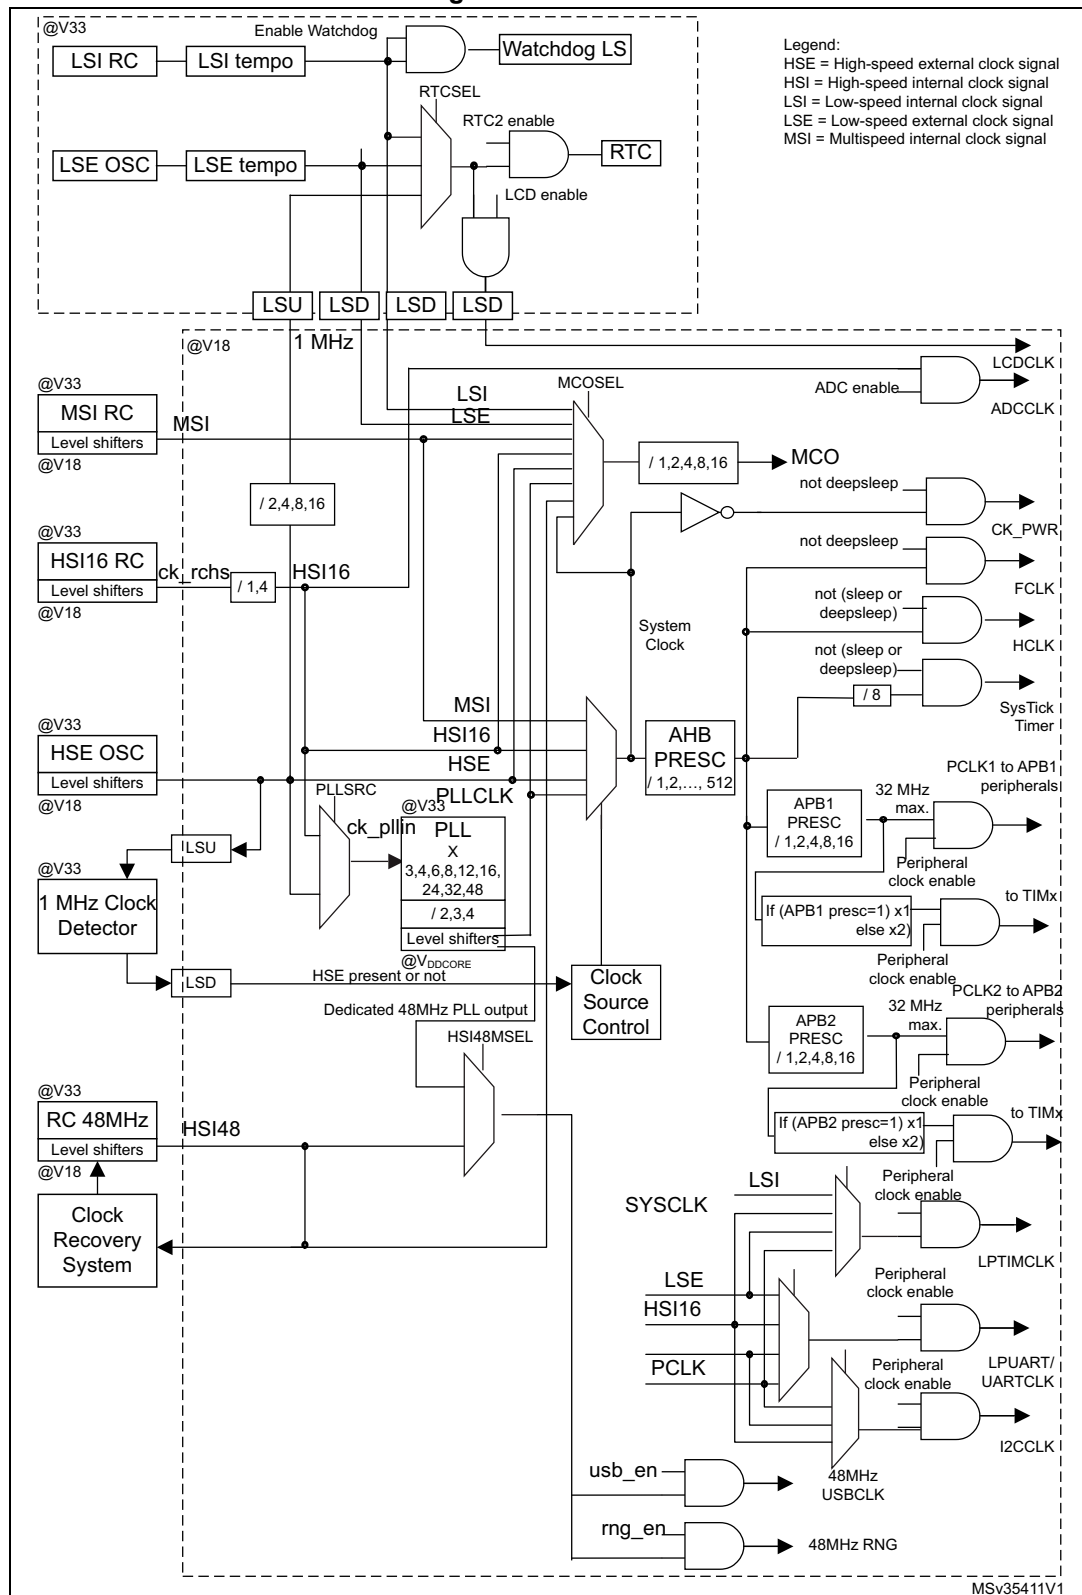 @V33
Enable Watchdog
LSI RC
LSI tempo
Watchdog LS
Legend:
HSE = High-speed external clock signal
HSI = High-speed internal clock signal
LSI = Low-speed internal clock signal
LSE = Low-speed external clock signal
MSI = Multispeed internal clock signal
RTCSEL
RTC2 enable
LSE OSC
LSE tempo
RTC
LCD enable
LSU
LSD
LSD
LSD
@V18
1 MHz
LCDCLK
@V33
MSI RC
Level shifters
@V18
MSI
LSI
LSE
MCOSEL
ADC enable
ADCCLK
/ 1,2,4,8,16
MCO
/ 2,4,8,16
not deepsleep
CK_PWR
@V33
HSI16 RC
Level shifters
@V18
ck_rchs
/ 1,4
HSI16
not deepsleep
FCLK
not (sleep or
deepsleep)
HCLK
System
Clock
not (sleep or
deepsleep)
/ 8
SysTick
Timer
@V33
HSE OSC
Level shifters
@V18
MSI
HSI16
HSE
PLLCLK
AHB
PRESC
/ 1,2,..., 512
PCLK1 to APB1
peripherals
32 MHz
max.
APB1
PRESC
/ 1,2,4,8,16
Peripheral
clock enable
PLLSRC
ck_pllin
@V33
PLL
X
3,4,6,8,12,16,
24,32,48
/ 2,3,4
Level shifters
@VDDCORE
LSU
@V33
1 MHz Clock
Detector
LSD
HSE present or not
Clock
Source
Control
If (APB1 presc=1) x1
else x2)
to TIMx
Peripheral
clock enable
PCLK2 to APB2
peripherals
32 MHz
max.
APB2
PRESC
/ 1,2,4,8,16
Peripheral
clock enable
Dedicated 48MHz PLL output
HSI48MSEL
If (APB2 presc=1) x1
else x2)
to TIMx
Peripheral
clock enable
@V33
RC 48MHz
Level shifters
@V18
HSI48
Clock
Recovery
System
LSI
SYSCLK
LPTIMCLK
LSE
HSI16
PCLK
Peripheral
clock enable
LPUART/
UARTCLK
Peripheral
clock enable
I2CCLK
usb_en
48MHz
USBCLK
rng_en
48MHz RNG
MSv35411V1